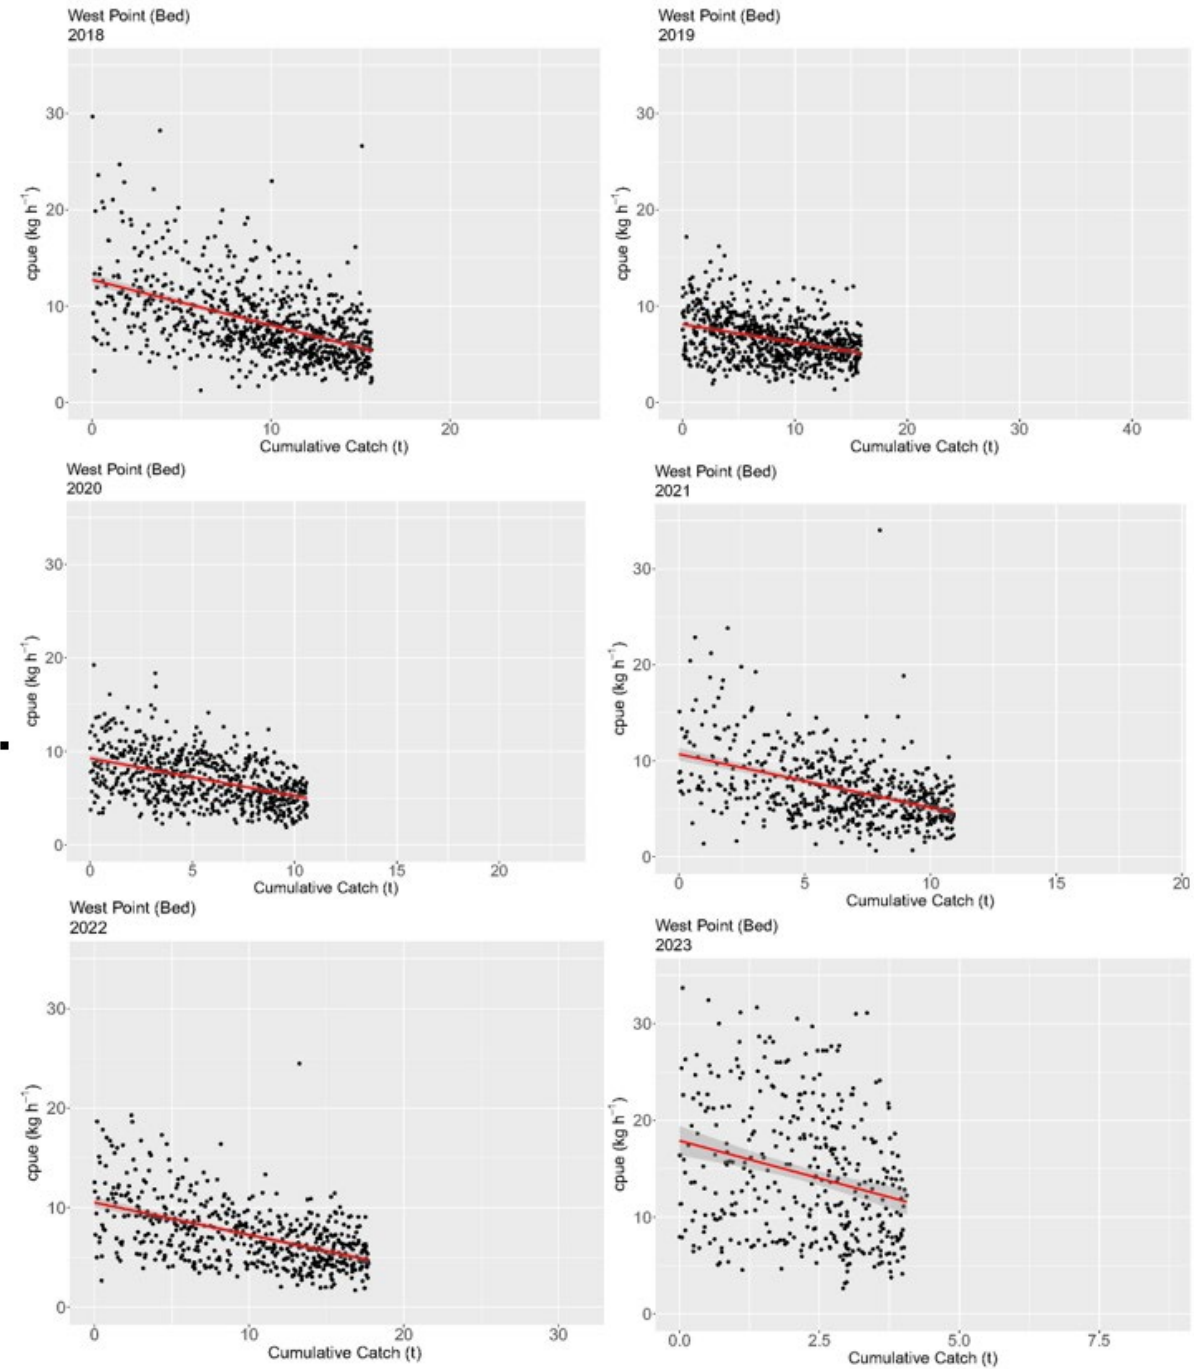 West Point (Bed)
2018
30
20
10
0
cpue (kg h⁻¹)
0 10 20
Cumulative Catch (t)
West Point (Bed)
2019
30
20
10
0
cpue (kg h⁻¹)
0 10 20 30 40
Cumulative Catch (t)
West Point (Bed)
2020
30
20
10
0
cpue (kg h⁻¹)
0 5 10 15 20
Cumulative Catch (t)
West Point (Bed)
2021
30
20
10
0
cpue (kg h⁻¹)
0 5 10 15 20
Cumulative Catch (t)
West Point (Bed)
2022
30
20
10
0
cpue (kg h⁻¹)
0 10 20 30
Cumulative Catch (t)
West Point (Bed)
2023
30
20
10
0
cpue (kg h⁻¹)
0.0 2.5 5.0 7.5
Cumulative Catch (t)